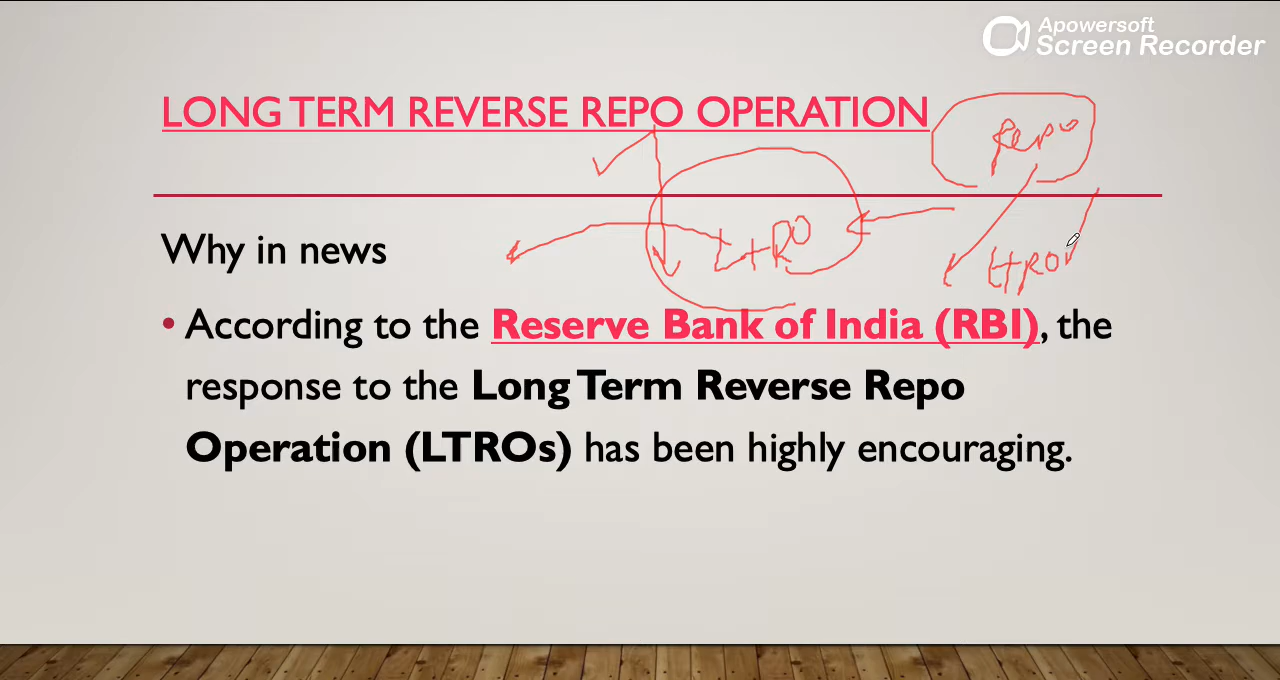 Apowersoft
Screen Recorder
LONG TERM REVERSE REPO OPERATION
Repo
LTRO
LTRO
Why in news
• According to the Reserve Bank of India (RBI), the
response to the Long Term Reverse Repo
Operation (LTROs) has been highly encouraging.